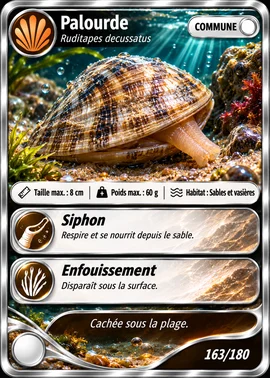 Palourde
Ruditapes decussatus
COMMUNE
Taille max. : 8 cm
Poids max. : 60 g
Habitat : Sables et vasières
Siphon
Respire et se nourrit depuis le sable.
Enfouissement
Disparaît sous la surface.
Cachée sous la plage.
163/180